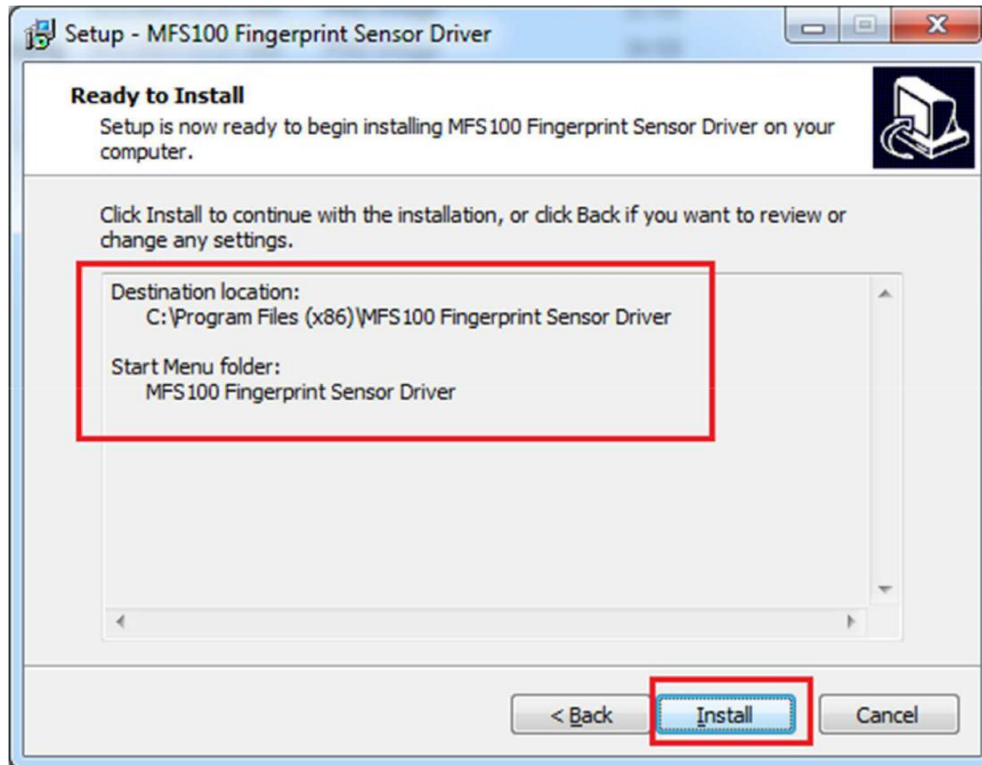 Setup - MFS100 Fingerprint Sensor Driver
Ready to Install
Setup is now ready to begin installing MFS100 Fingerprint Sensor Driver on your
computer.
Click Install to continue with the installation, or click Back if you want to review or
change any settings.
Destination location:
C:\Program Files (x86)\MFS100 Fingerprint Sensor Driver
Start Menu folder:
MFS100 Fingerprint Sensor Driver
< Back Install Cancel